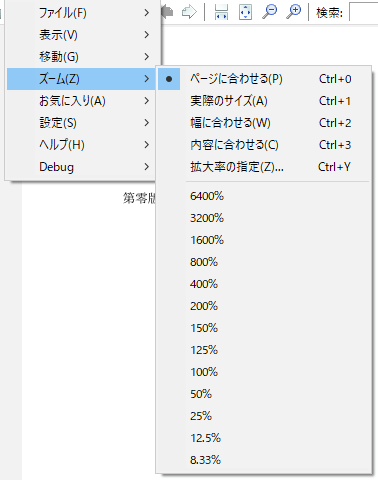 ファイル(F)
検索:
表示(V)
移動(G)
ズーム(Z)
お気に入り(A)
設定(S)
ヘルプ(H)
Debug
ページに合わせる(P) Ctrl+0
実際のサイズ(A) Ctrl+1
幅に合わせる(W) Ctrl+2
内容に合わせる(C) Ctrl+3
拡大率の指定(Z)... Ctrl+Y
6400%
3200%
1600%
800%
400%
200%
150%
125%
100%
50%
25%
12.5%
8.33%
第零版